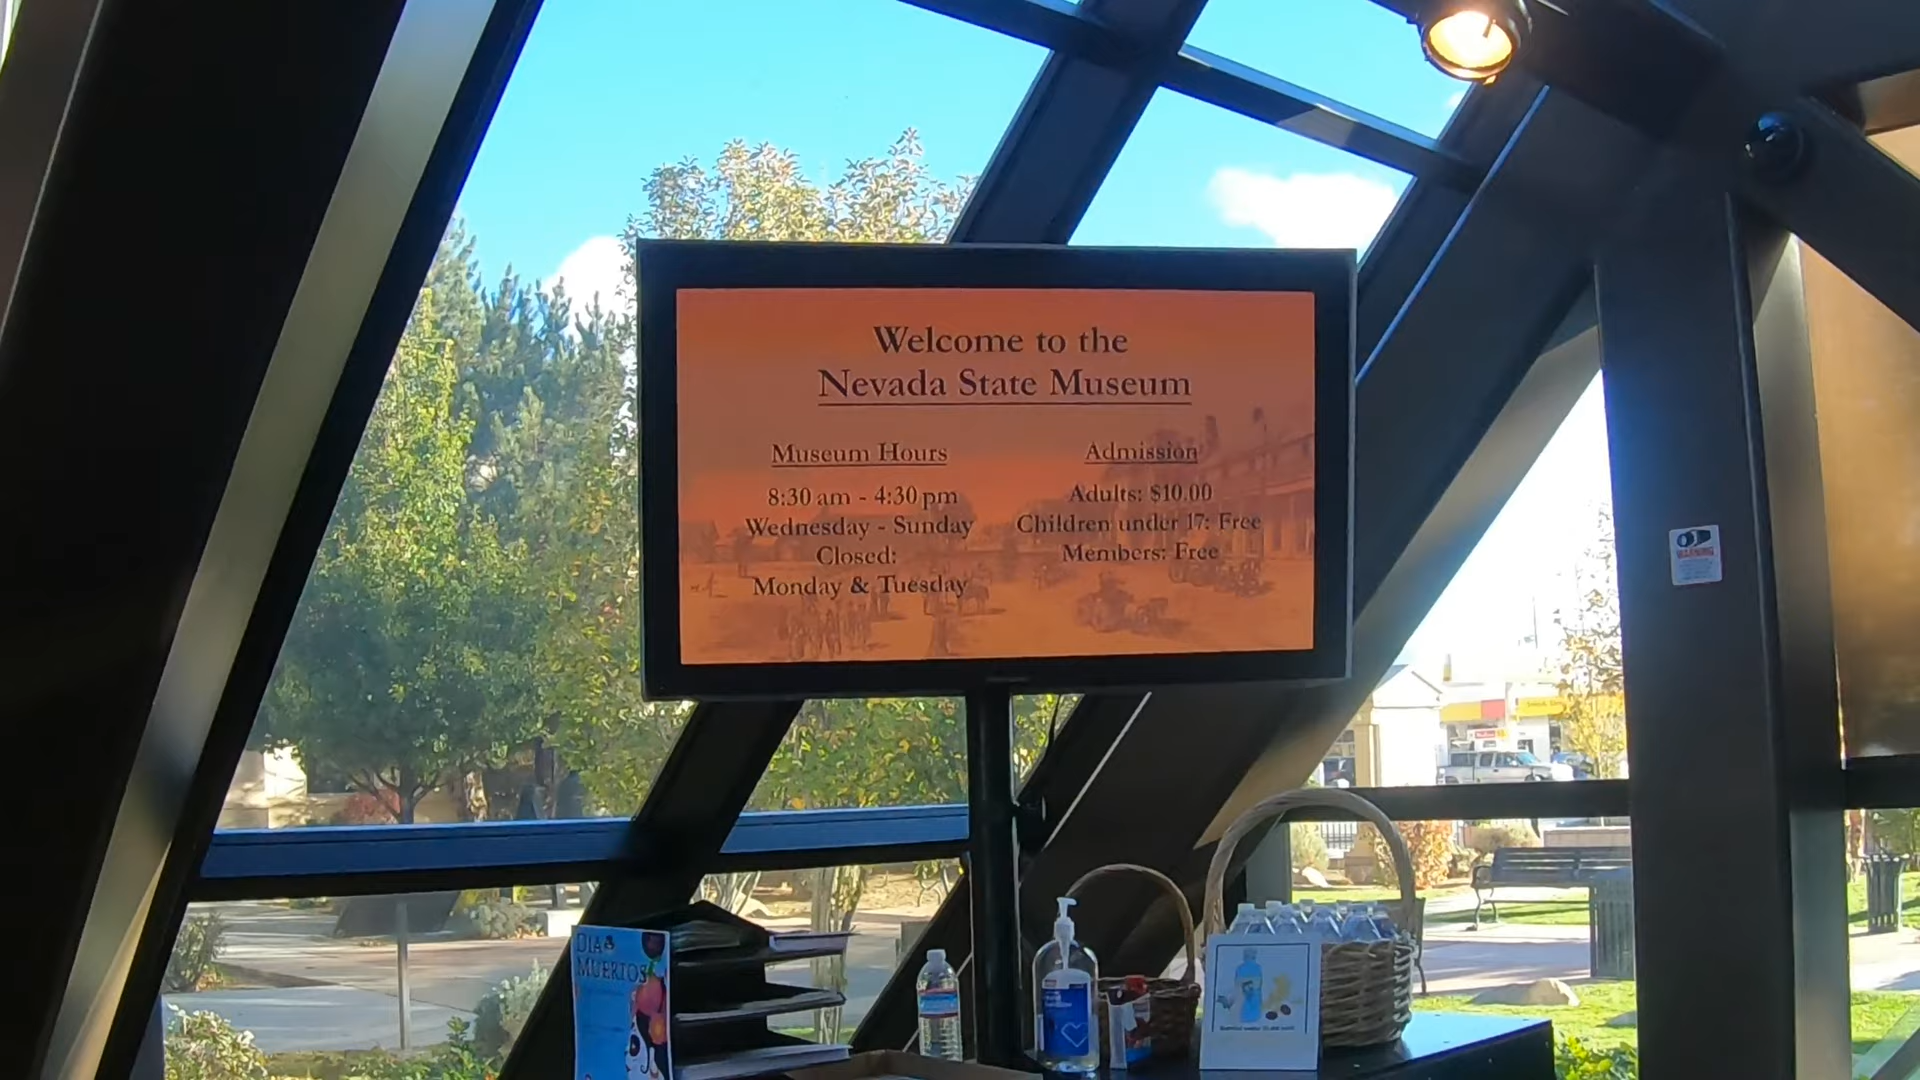 Welcome to the
Nevada State Museum
Museum Hours
8:30 am - 4:30 pm
Wednesday - Sunday
Closed:
Monday & Tuesday
Admission
Adults: $10.00
Children under 17: Free
Members: Free
WARNING
DIA
MUERTOS